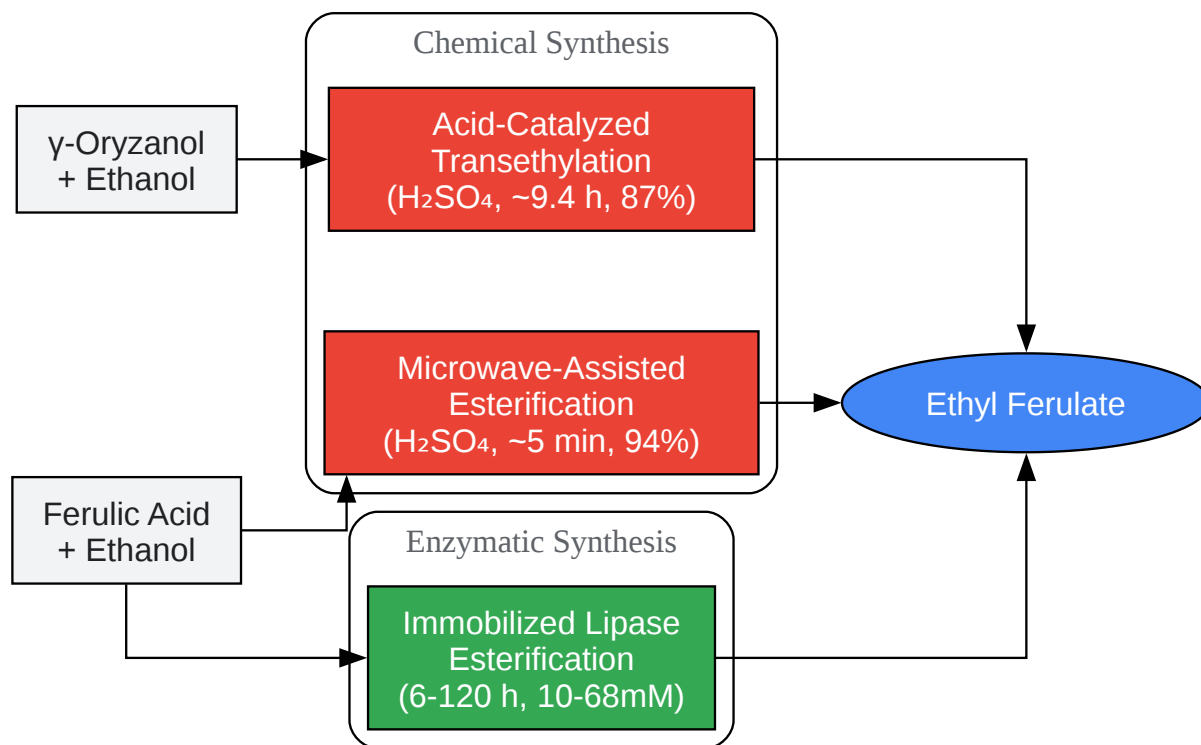 Chemical Synthesis
γ-Oryzanol
+ Ethanol
Acid-Catalyzed
Transethylation
(H₂SO₄, ~9.4 h, 87%)
Microwave-Assisted
Esterification
(H₂SO₄, ~5 min, 94%)
Ethyl Ferulate
Ferulic Acid
+ Ethanol
Enzymatic Synthesis
Immobilized Lipase
Esterification
(6-120 h, 10-68mM)